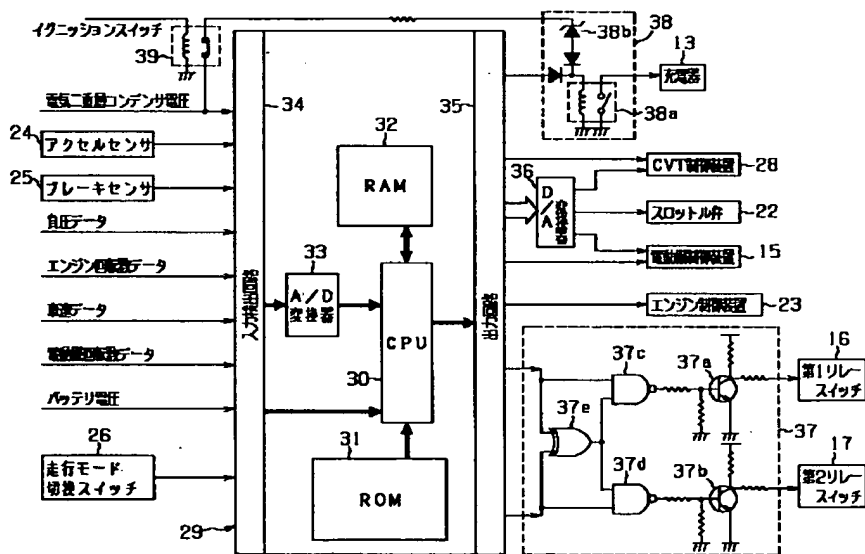 イグニッションスイッチ
39
電気二重層コンデンサ電圧
24
アクセルセンサ
25
ブレーキセンサ
負圧データ
エンジン回転数データ
車速データ
電動機回転数データ
バッテリ電圧
26
走行モード
切換スイッチ
29
34
入力検出回路
33
A/D
変換器
32
RAM
CPU
30
31
ROM
35
出力回路
38b
38
38a
13
充電器
36
D
/
A
変換器
CVT制御装置
28
スロットル弁
22
電動機制御装置
15
エンジン制御装置
23
37c
37a
37e
37d
37b
37
16
第1リレー
スイッチ
17
第2リレー
スイッチ